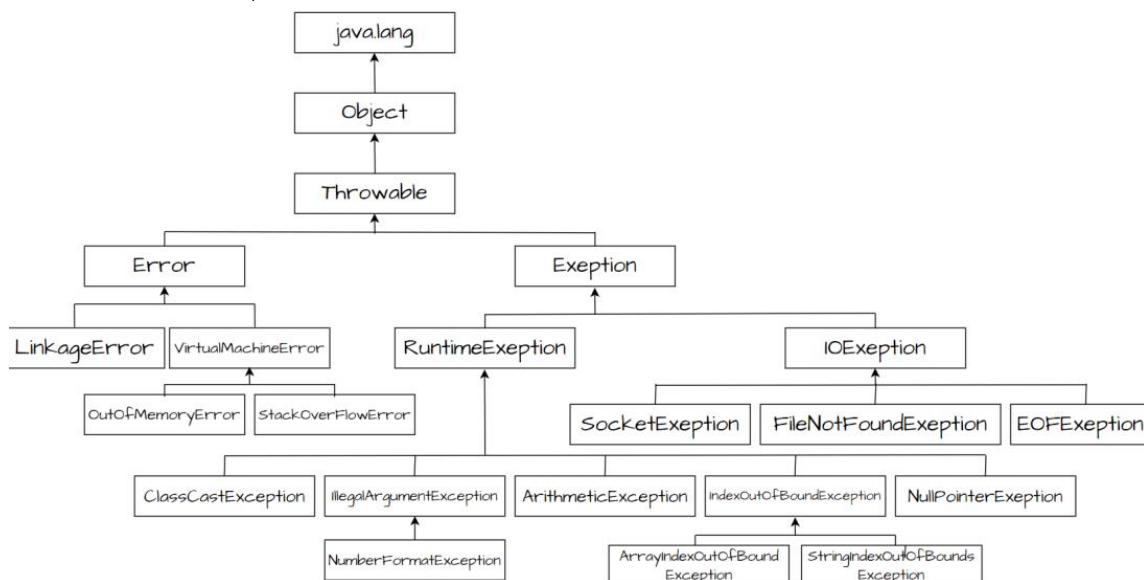 java.lang
Object
Throwable
Error
Exeption
LinkageError
VirtualMachineError
RuntimeExeption
IOExeption
OutOfMemoryError
StackOverFlowError
SocketExeption
FileNotFoundExeption
EOFExeption
ClassCastException
IllegalArgumentException
ArithmeticException
IndexOutOfBoundException
NullPointerExeption
NumberFormatException
ArrayIndexOutOfBound
Exception
StringIndexOutOfBounds
Exception